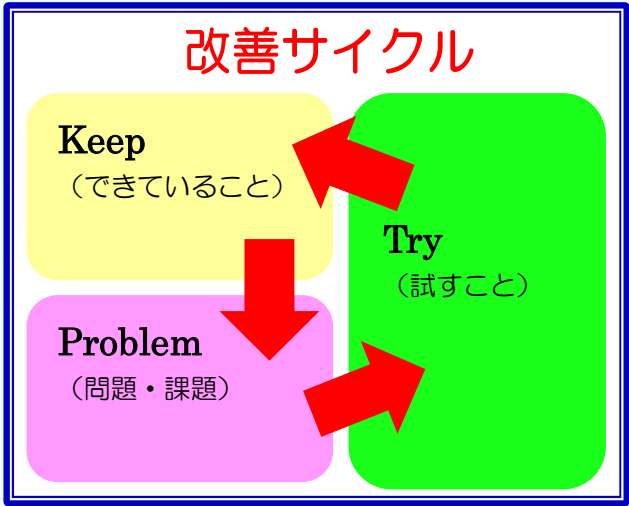 改善サイクル
Keep
（できていること）
Problem
（問題・課題）
Try
（試すこと）